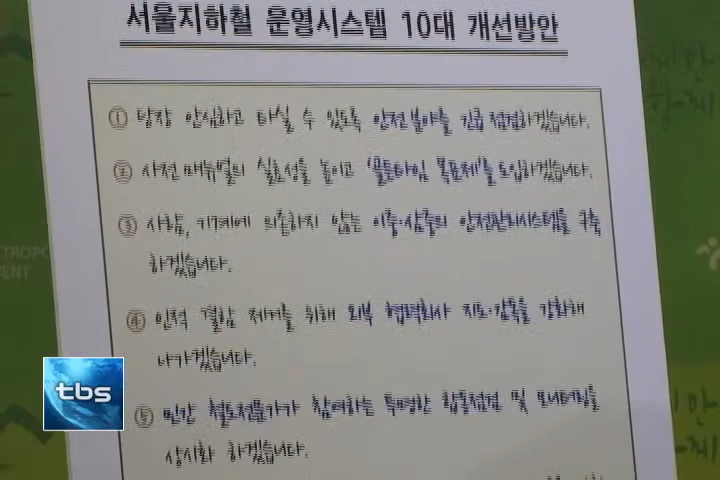 서울지하철 운영시스템 10대 개선방안
① 당장 안심하고 타실 수 있도록 안전분야를 긴급 점검하겠습니다.
② 사전 매뉴얼의 실효성을 높이고 '골든타임 목표제'를 도입하겠습니다.
③ 사람, 기계에 의존하지 않는 이중·삼중의 안전관리시스템을 구축
하겠습니다.
④ 인적 결함 제거를 위해 외부 협력회사 지도·감독을 강화해
나가겠습니다.
⑤ 민간 철도전문가가 참여하는 투명한 합동점검 및 모니터링을
상시화 하겠습니다.
tbs